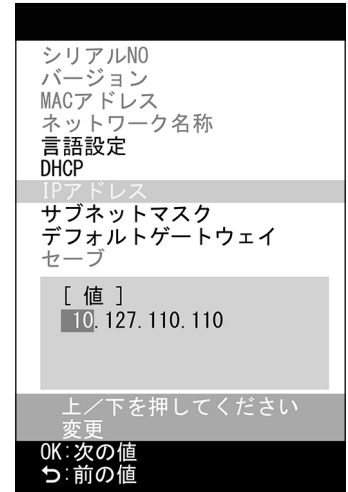 シリアルNO
バージョン
MACアドレス
ネットワーク名称
言語設定
DHCP
IPアドレス
サブネットマスク
デフォルトゲートウェイ
セーブ
[ 値 ]
10.127.110.110
上／下を押してください
変更
OK:次の値
⮌:前の値